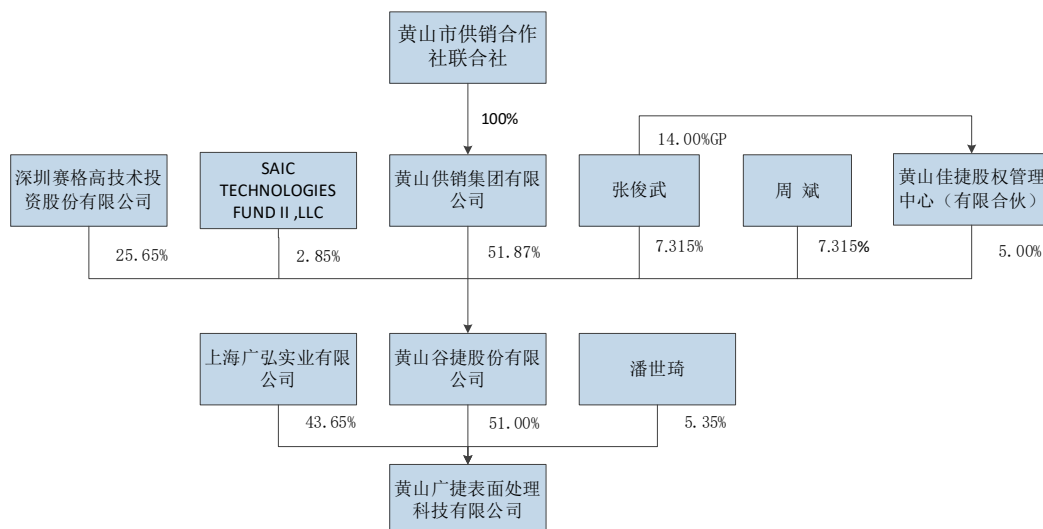 黄山市供销合作
社联合社
100%
14.00%GP
深圳赛格高技术投
资股份有限公司
SAIC
TECHNOLOGIES
FUND II ,LLC
黄山供销集团有限
公司
张俊武
周 斌
黄山佳捷股权管理
中心（有限合伙）
25.65%
2.85%
51.87%
7.315%
7.315%
5.00%
上海广弘实业有限
公司
黄山谷捷股份有限
公司
潘世琦
43.65%
51.00%
5.35%
黄山广捷表面处理
科技有限公司